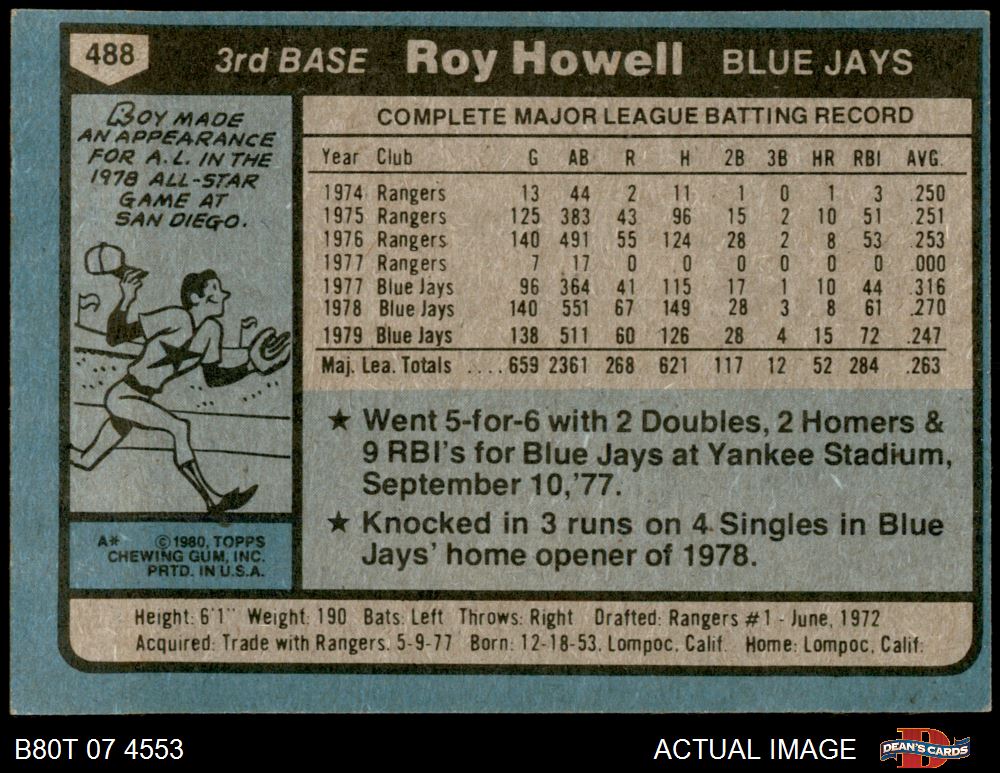 488 3rd BASE Roy Howell BLUE JAYS
BOY MADE
AN APPEARANCE
FOR A.L. IN THE
1978 ALL-STAR
GAME AT
SAN DIEGO.
COMPLETE MAJOR LEAGUE BATTING RECORD
Year Club G AB R H 2B 3B HR RBI AVG.
1974 Rangers 13 44 2 11 1 0 1 3 .250
1975 Rangers 125 383 43 96 15 2 10 51 .251
1976 Rangers 140 491 55 124 28 2 8 53 .253
1977 Rangers 7 17 0 0 0 0 0 0 .000
1977 Blue Jays 96 364 41 115 17 1 10 44 .316
1978 Blue Jays 140 551 67 149 28 3 8 61 .270
1979 Blue Jays 138 511 60 126 28 4 15 72 .247
Maj. Lea. Totals .... 659 2361 268 621 117 12 52 284 .263
★ Went 5-for-6 with 2 Doubles, 2 Homers &
9 RBI's for Blue Jays at Yankee Stadium,
September 10,'77.
★ Knocked in 3 runs on 4 Singles in Blue
Jays' home opener of 1978.
A* ©1980, TOPPS
CHEWING GUM, INC.
PRTD. IN U.S.A.
Height: 6'1" Weight: 190 Bats: Left Throws: Right Drafted: Rangers #1 - June, 1972
Acquired: Trade with Rangers, 5-9-77 Born: 12-18-53, Lompoc, Calif. Home: Lompoc, Calif.
B80T 07 4553 ACTUAL IMAGE DEAN'S CARDS